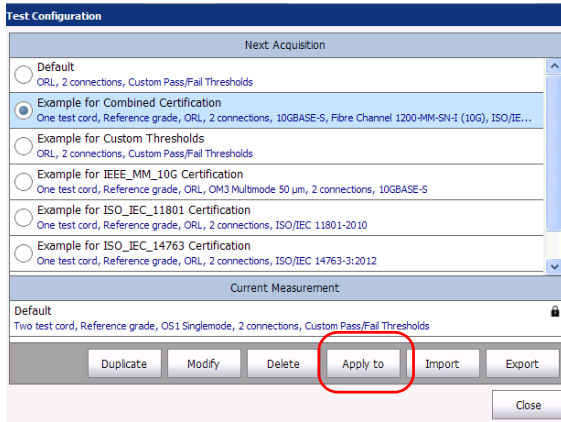 Test Configuration
Next Acquisition
Default
ORL, 2 connections, Custom Pass/Fail Thresholds
Example for Combined Certification
One test cord, Reference grade, ORL, 2 connections, 10GBASE-S, Fibre Channel 1200-MM-SN-I (10G), ISO/IE...
Example for Custom Thresholds
ORL, 2 connections, Custom Pass/Fail Thresholds
Example for IEEE_MM_10G Certification
One test cord, Reference grade, ORL, OM3 Multimode 50 µm, 2 connections, 10GBASE-S
Example for ISO_IEC_11801 Certification
One test cord, Reference grade, ORL, 2 connections, ISO/IEC 11801-2010
Example for ISO_IEC_14763 Certification
One test cord, Reference grade, ORL, 2 connections, ISO/IEC 14763-3:2012
Current Measurement
Default
Two test cord, Reference grade, OS1 Singlemode, 2 connections, Custom Pass/Fail Thresholds
Duplicate Modify Delete Apply to Import Export
Close